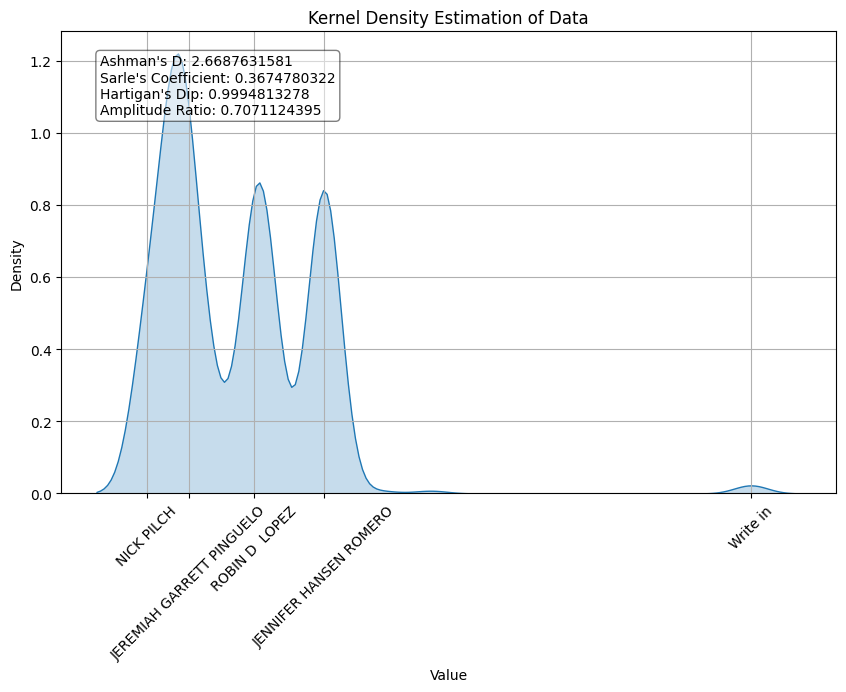 Kernel Density Estimation of Data
Ashman's D: 2.6687631581
Sarle's Coefficient: 0.3674780322
Hartigan's Dip: 0.9994813278
Amplitude Ratio: 0.7071124395
1.2
1.0
0.8
0.6
0.4
0.2
0.0
Density
NICK PILCH
JEREMIAH GARRETT PINGUELO
ROBIN D  LOPEZ
JENNIFER HANSEN ROMERO
Write in
Value